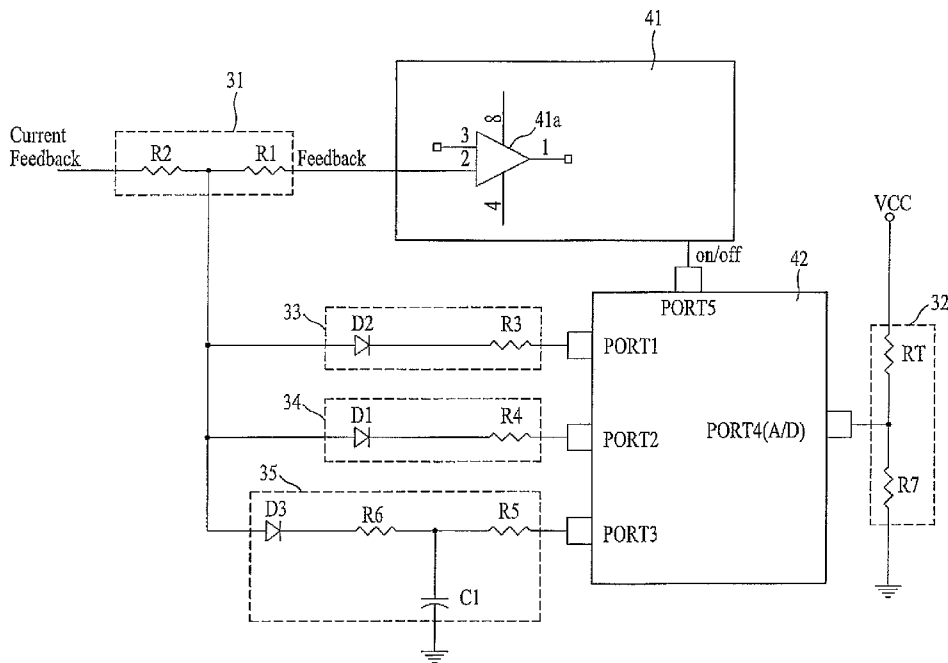 41
31
Current
Feedback
R2
R1
Feedback
8
41a
3
2
1
4
VCC
on/off
42
PORT5
32
33
D2
R3
PORT1
RT
34
D1
R4
PORT2
PORT4(A/D)
35
D3
R6
R5
PORT3
R7
C1